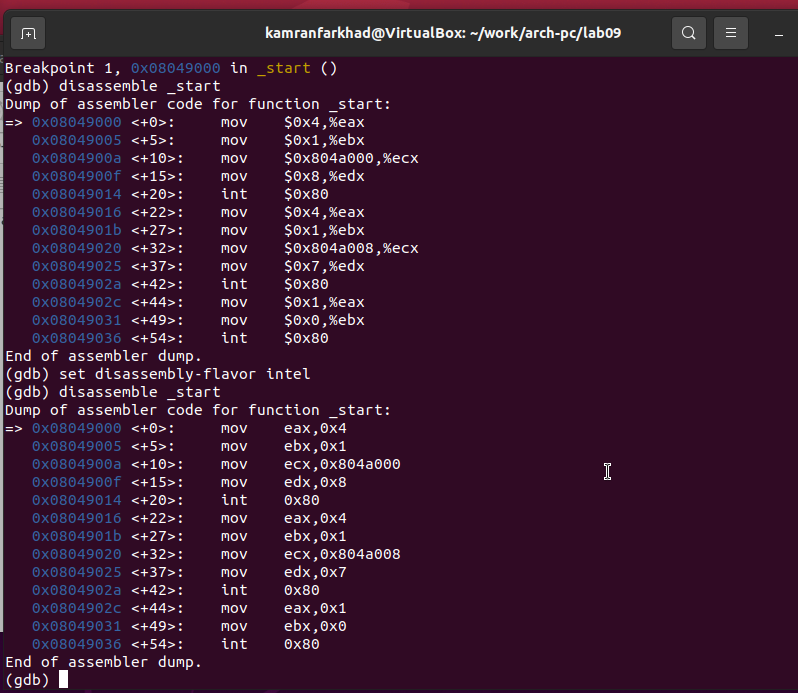 kamranfarkhad@VirtualBox: ~/work/arch-pc/lab09
Breakpoint 1, 0x08049000 in _start ()
(gdb) disassemble _start
Dump of assembler code for function _start:
=> 0x08049000 <+0>:     mov    $0x4,%eax
   0x08049005 <+5>:     mov    $0x1,%ebx
   0x0804900a <+10>:    mov    $0x804a000,%ecx
   0x0804900f <+15>:    mov    $0x8,%edx
   0x08049014 <+20>:    int    $0x80
   0x08049016 <+22>:    mov    $0x4,%eax
   0x0804901b <+27>:    mov    $0x1,%ebx
   0x08049020 <+32>:    mov    $0x804a008,%ecx
   0x08049025 <+37>:    mov    $0x7,%edx
   0x0804902a <+42>:    int    $0x80
   0x0804902c <+44>:    mov    $0x1,%eax
   0x08049031 <+49>:    mov    $0x0,%ebx
   0x08049036 <+54>:    int    $0x80
End of assembler dump.
(gdb) set disassembly-flavor intel
(gdb) disassemble _start
Dump of assembler code for function _start:
=> 0x08049000 <+0>:     mov    eax,0x4
   0x08049005 <+5>:     mov    ebx,0x1
   0x0804900a <+10>:    mov    ecx,0x804a000
   0x0804900f <+15>:    mov    edx,0x8
   0x08049014 <+20>:    int    0x80
   0x08049016 <+22>:    mov    eax,0x4
   0x0804901b <+27>:    mov    ebx,0x1
   0x08049020 <+32>:    mov    ecx,0x804a008
   0x08049025 <+37>:    mov    edx,0x7
   0x0804902a <+42>:    int    0x80
   0x0804902c <+44>:    mov    eax,0x1
   0x08049031 <+49>:    mov    ebx,0x0
   0x08049036 <+54>:    int    0x80
End of assembler dump.
(gdb)